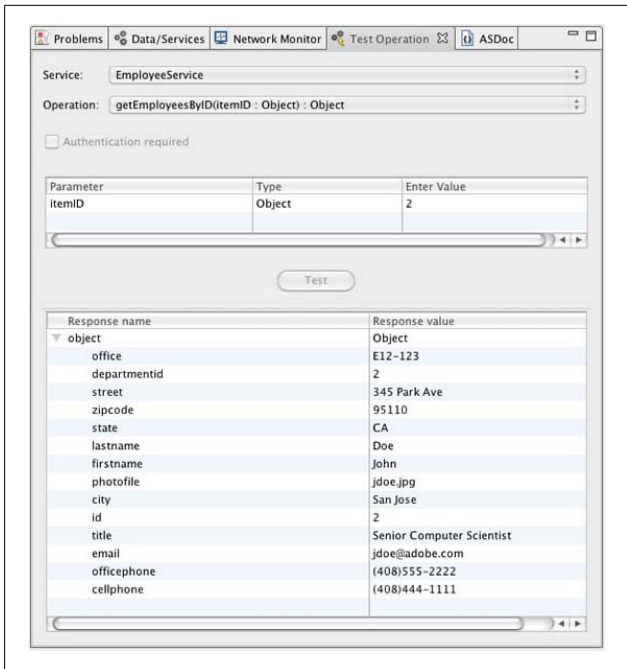 Problems Data/Services Network Monitor Test Operation ASDoc
Service: EmployeeService
Operation: getEmployeesByID(itemID : Object) : Object
Authentication required
Parameter Type Enter Value
itemID Object 2
Test
Response name Response value
object Object
office E12-123
departmentid 2
street 345 Park Ave
zipcode 95110
state CA
lastname Doe
firstname John
photofile jdoe.jpg
city San Jose
id 2
title Senior Computer Scientist
email jdoe@adobe.com
officephone (408)555-2222
cellphone (408)444-1111